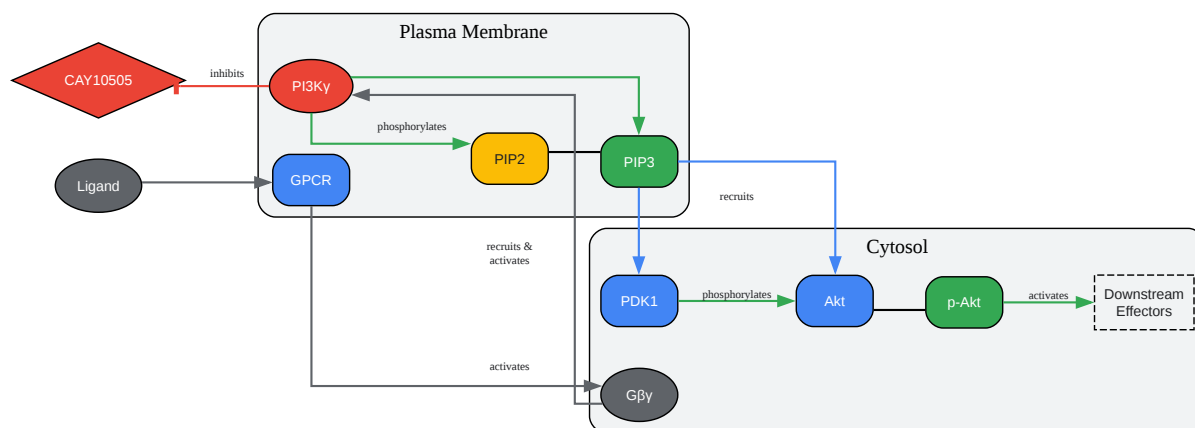 Plasma Membrane
CAY10505
inhibits
PI3Kγ
phosphorylates
PIP2
PIP3
Ligand
GPCR
recruits
recruits &
activates
Cytosol
PDK1
phosphorylates
Akt
p-Akt
activates
Downstream
Effectors
activates
Gβγ